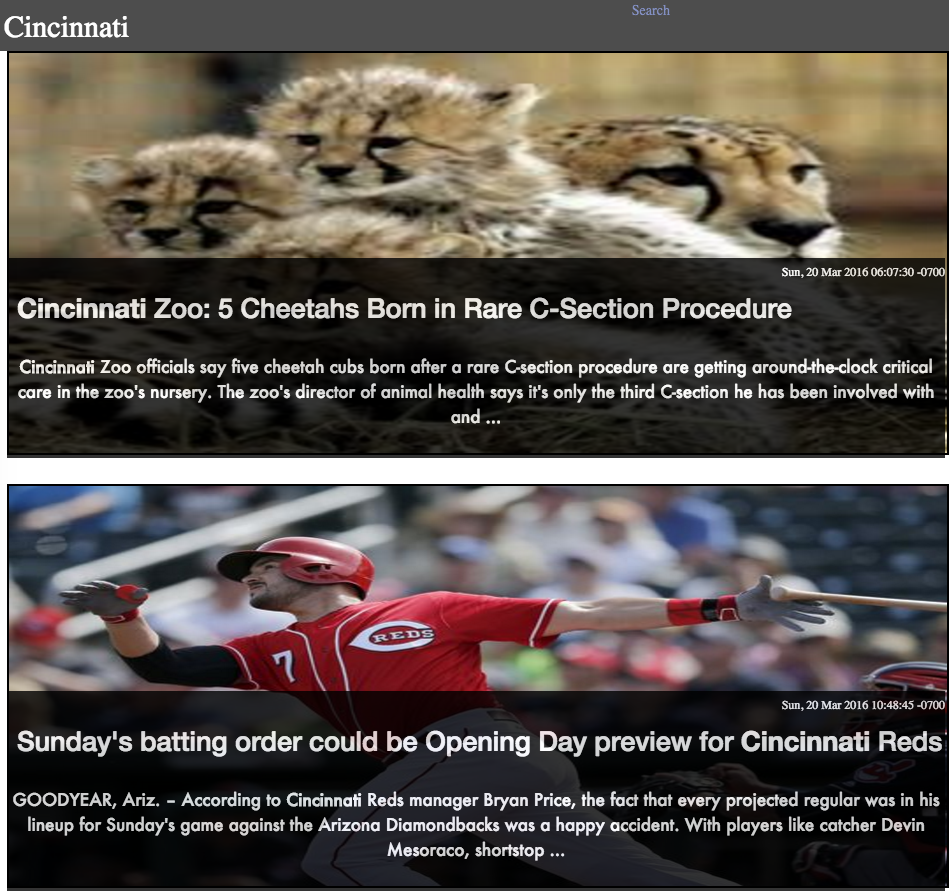 Search
Cincinnati
Sun, 20 Mar 2016 06:07:30 -0700
Cincinnati Zoo: 5 Cheetahs Born in Rare C-Section Procedure
Cincinnati Zoo officials say five cheetah cubs born after a rare C-section procedure are getting around-the-clock critical
care in the zoo's nursery. The zoo's director of animal health says it's only the third C-section he has been involved with
and ...
REDS
7
Sun, 20 Mar 2016 10:48:45 -0700
Sunday's batting order could be Opening Day preview for Cincinnati Reds
GOODYEAR, Ariz. – According to Cincinnati Reds manager Bryan Price, the fact that every projected regular was in his
lineup for Sunday's game against the Arizona Diamondbacks was a happy accident. With players like catcher Devin
Mesoraco, shortstop ...